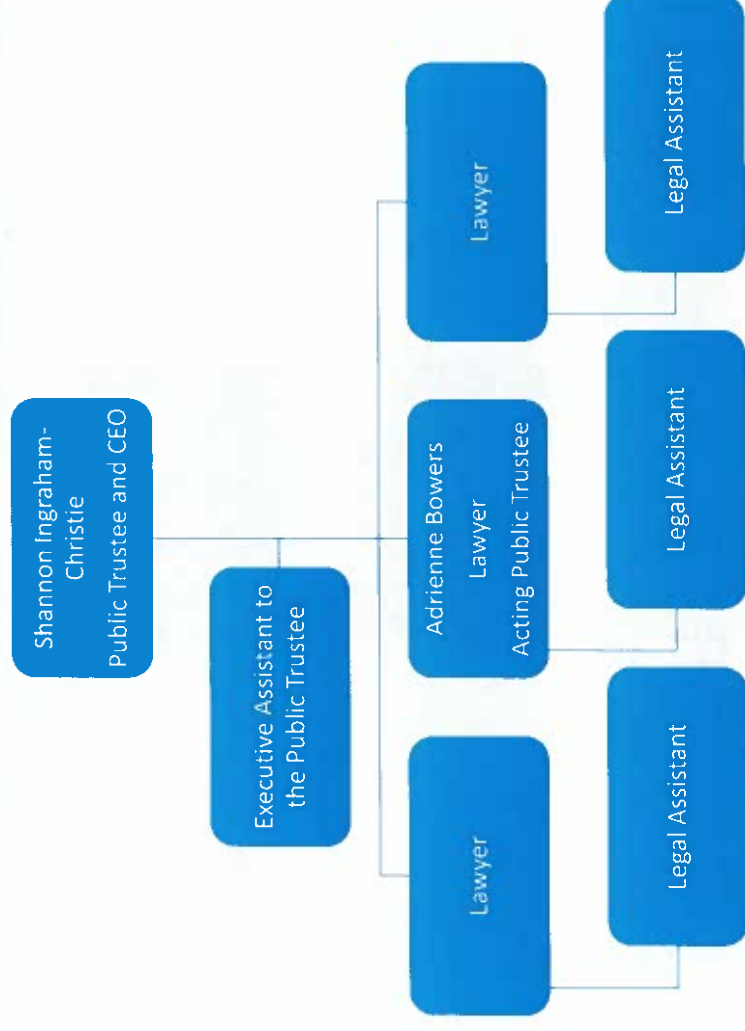 Shannon Ingraham-
Christie
Public Trustee and CEO
Executive Assistant to
the Public Trustee
Lawyer
Adrienne Bowers
Lawyer
Acting Public Trustee
Lawyer
Legal Assistant
Legal Assistant
Legal Assistant